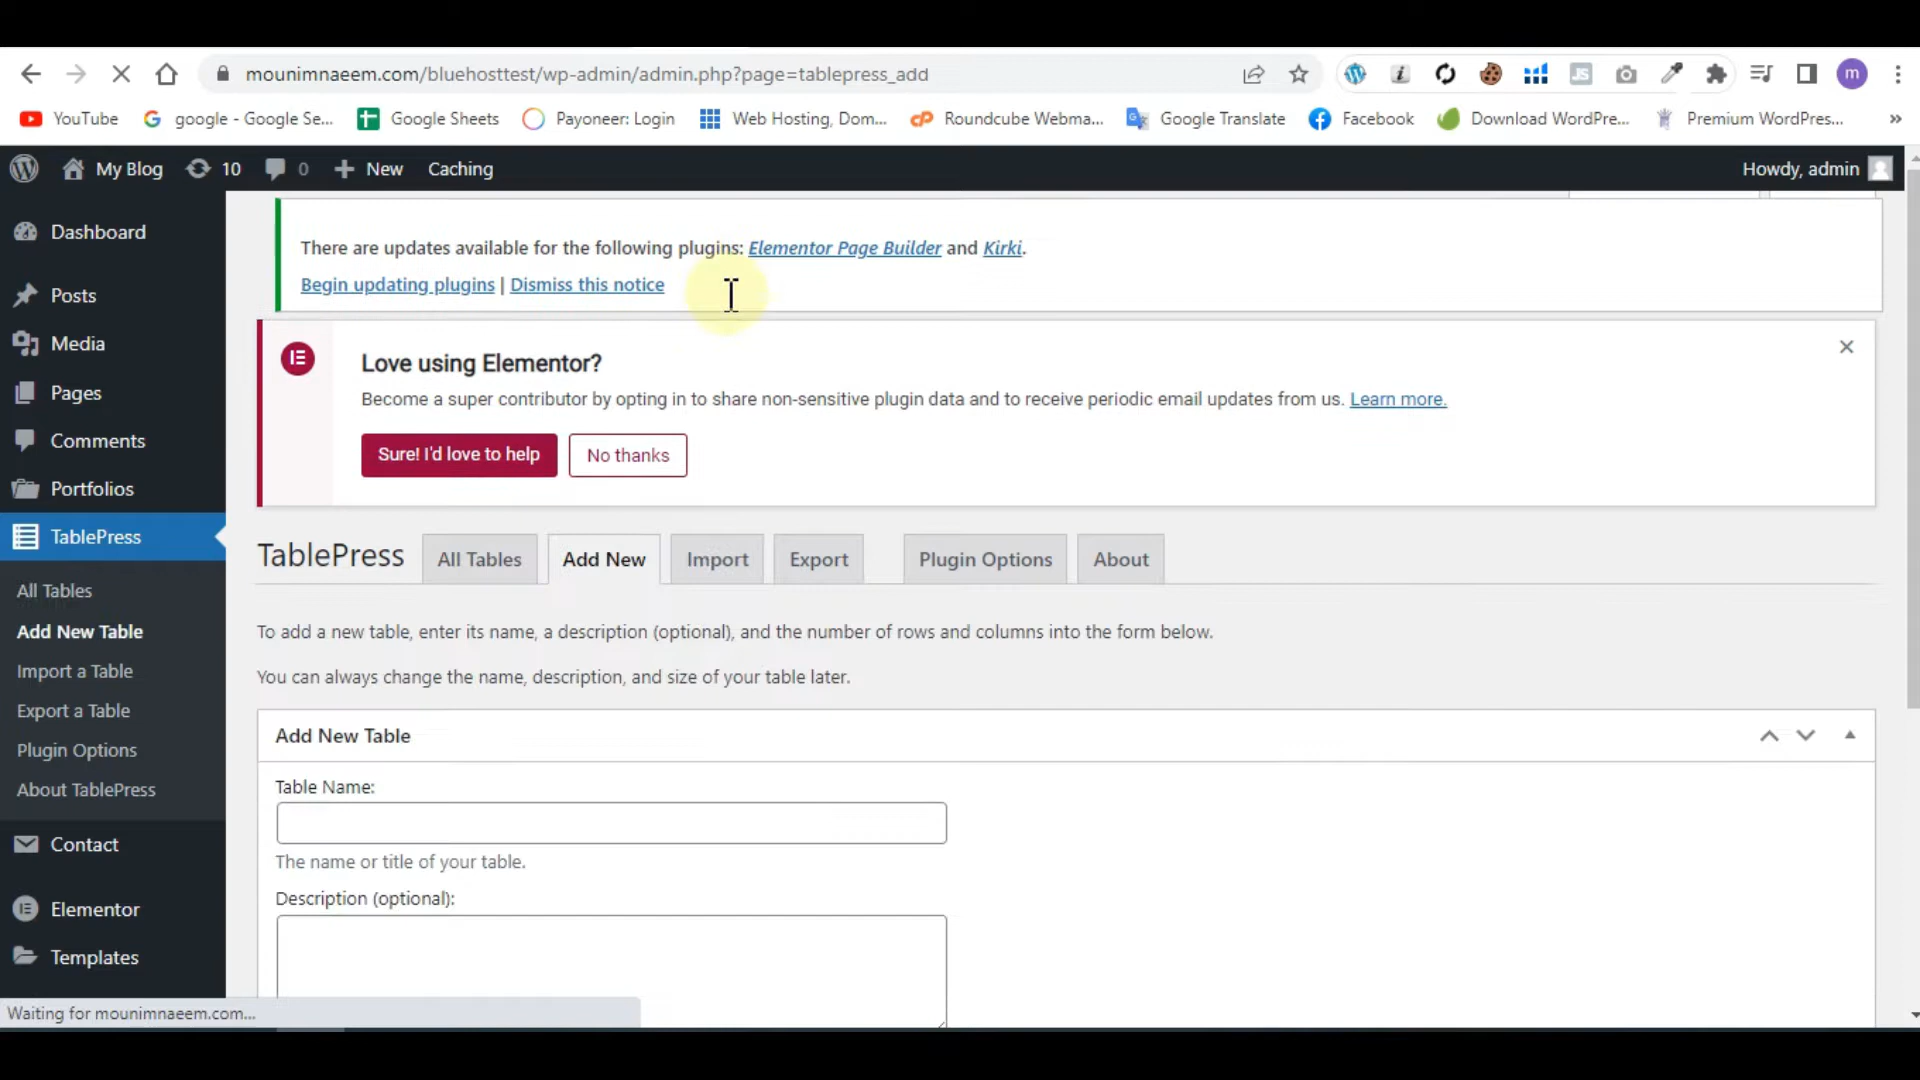 mounimnaeem.com/bluehosttest/wp-admin/admin.php?page=tablepress_add
m
YouTube
google - Google Se...
Google Sheets
Payoneer: Login
Web Hosting, Dom...
Roundcube Webma...
Google Translate
Facebook
Download WordPre...
Premium WordPres...
My Blog
10
0
New
Caching
Howdy, admin
Dashboard
Posts
Media
Pages
Comments
Portfolios
TablePress
All Tables
Add New Table
Import a Table
Export a Table
Plugin Options
About TablePress
Contact
Elementor
Templates
There are updates available for the following plugins: Elementor Page Builder and Kirki.
Begin updating plugins | Dismiss this notice
Love using Elementor?
Become a super contributor by opting in to share non-sensitive plugin data and to receive periodic email updates from us. Learn more.
Sure! I'd love to help
No thanks
TablePress
All Tables
Add New
Import
Export
Plugin Options
About
To add a new table, enter its name, a description (optional), and the number of rows and columns into the form below.
You can always change the name, description, and size of your table later.
Add New Table
Table Name:
The name or title of your table.
Description (optional):
Waiting for mounimnaeem.com...